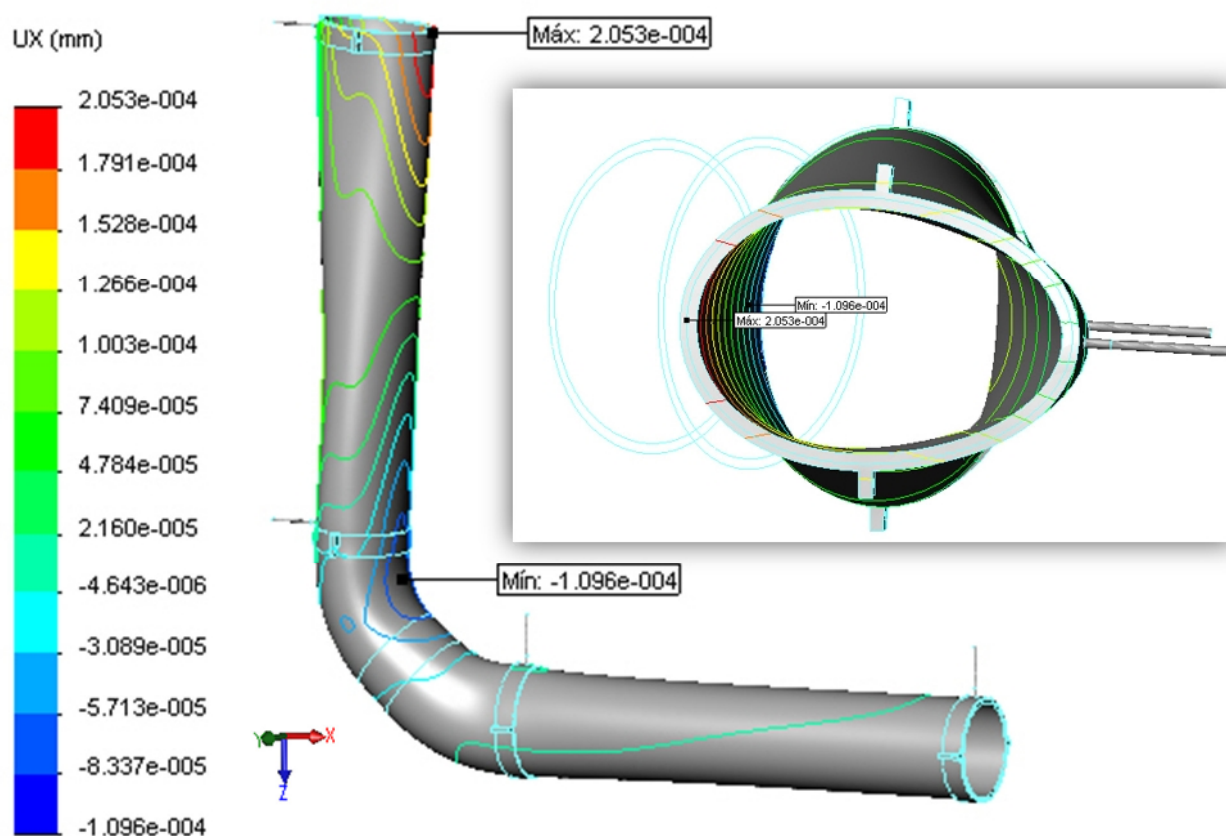 UX (mm)
2.053e-004
1.791e-004
1.528e-004
1.266e-004
1.003e-004
7.409e-005
4.784e-005
2.160e-005
-4.643e-006
-3.089e-005
-5.713e-005
-8.337e-005
-1.096e-004
Máx: 2.053e-004
Mín: -1.096e-004
Máx: 2.053e-004
Mín: -1.096e-004
Y
X
Z